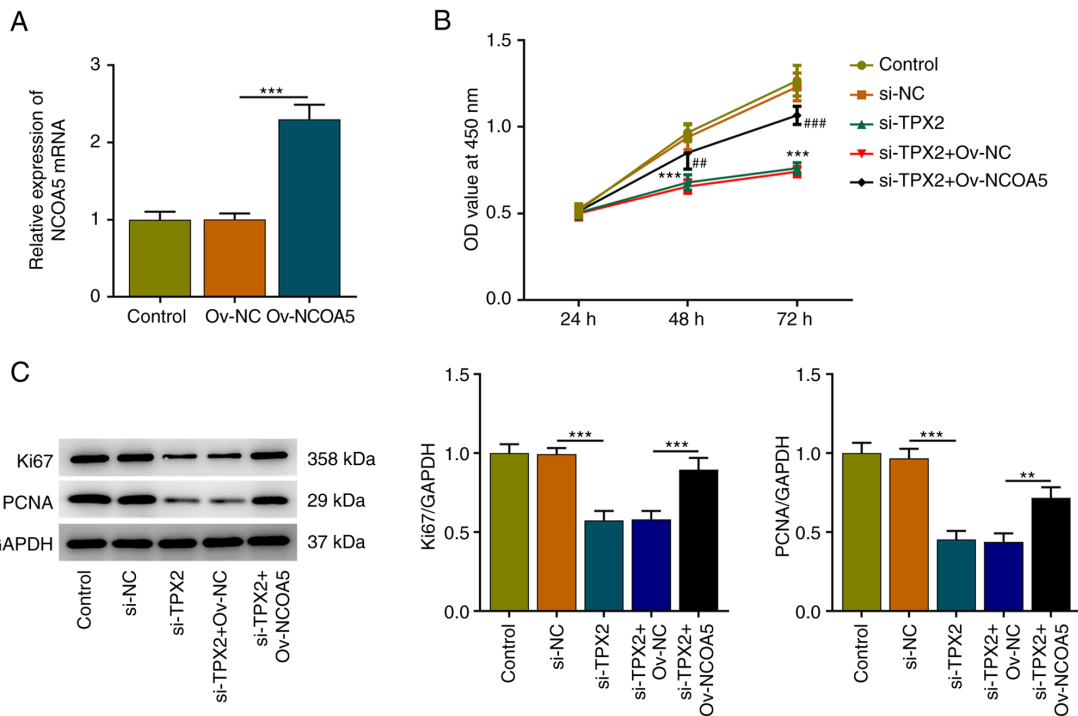 A
Relative expression of
NCOA5 mRNA
3
2
1
0
***
Control
Ov-NC
Ov-NCOA5
B
OD value at 450 nm
1.5
1.0
0.5
0.0
***
##
***
###
24 h
48 h
72 h
Control
si-NC
si-TPX2
si-TPX2+Ov-NC
si-TPX2+Ov-NCOA5
C
Ki67
358 kDa
PCNA
29 kDa
GAPDH
37 kDa
Control
si-NC
si-TPX2
si-TPX2+Ov-NC
si-TPX2+
Ov-NCOA5
Ki67/GAPDH
1.5
1.0
0.5
0.0
***
***
Control
si-NC
si-TPX2
si-TPX2+
Ov-NC
si-TPX2+
Ov-NCOA5
PCNA/GAPDH
1.5
1.0
0.5
0.0
***
**
Control
si-NC
si-TPX2
si-TPX2+
Ov-NC
si-TPX2+
Ov-NCOA5